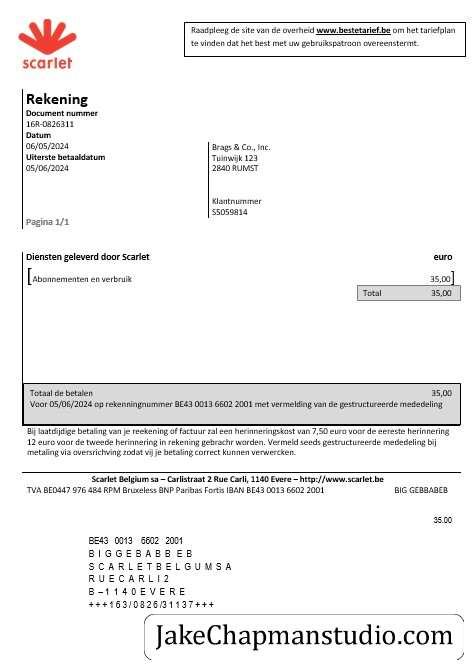 scarlet
Raadpleeg de site van de overheid www.bestetarief.be om het tariefplan
te vinden dat het best met uw gebruikspatroon overeenstermt.
Rekening
Document nummer
16R-0826311
Datum
06/05/2024
Uiterste betaaldatum
05/06/2024
Brags & Co., Inc.
Tuinwijk 123
2840 RUMST
Klantnummer
S5059814
Pagina 1/1
Diensten geleverd door Scarlet euro
Abonnementen en verbruik 35,00
Total 35,00
Totaal de betalen 35,00
Voor 05/06/2024 op rekeningnummer BE43 0013 6602 2001 met vermelding van de gestructureerde mededeling
Bij laatdijdige betaling van je reekening of factuur zal een herinneringskost van 7,50 euro voor de eereste herinnering
12 euro voor de tweede herinnering in rekening gebrachr worden. Vermeld seeds gestructureerde mededeling bij
metaling via oversrichving zodat vij je betaling correct kunnen verwercken.
Scarlet Belgium sa – Carlistraat 2 Rue Carli, 1140 Evere – http://www.scarlet.be
TVA BE0447 976 484 RPM Bruxeless BNP Paribas Fortis IBAN BE43 0013 6602 2001 BIG GEBBABEB
35.00
BE43 0013 6602 2001
B I G G E B A B B E B
S C A R L E T B E L G U M S A
R U E C A R L I 2
B – 1 1 4 0 E V E R E
+ + + 1 6 3 / 0 8 2 6 / 3 1 1 3 7 + + +
JakeChapmanstudio.com